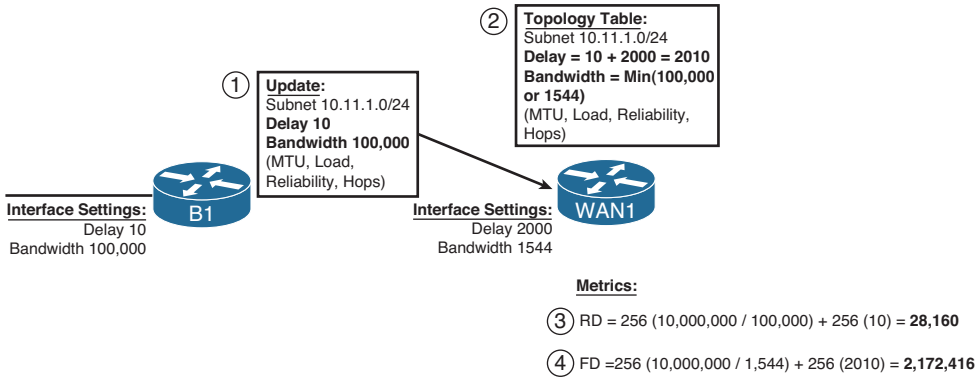 ① Update:
Subnet 10.11.1.0/24
Delay 10
Bandwidth 100,000
(MTU, Load,
Reliability, Hops)
② Topology Table:
Subnet 10.11.1.0/24
Delay = 10 + 2000 = 2010
Bandwidth = Min(100,000
or 1544)
(MTU, Load, Reliability,
Hops)
B1
Interface Settings:
Delay 10
Bandwidth 100,000
WAN1
Interface Settings:
Delay 2000
Bandwidth 1544
Metrics:
③ RD = 256 (10,000,000 / 100,000) + 256 (10) = 28,160
④ FD =256 (10,000,000 / 1,544) + 256 (2010) = 2,172,416